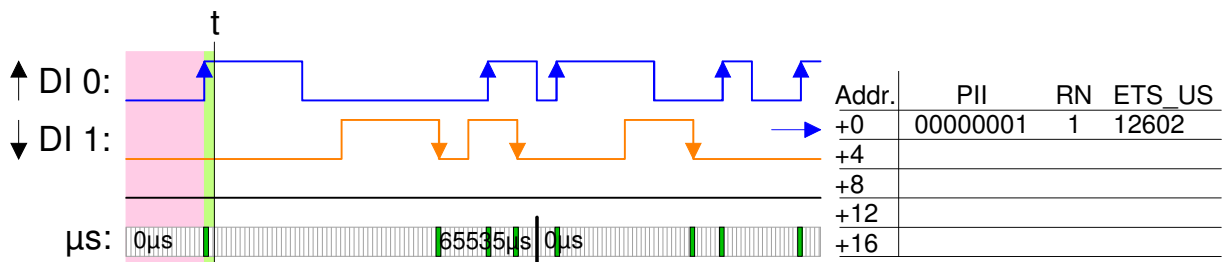 t
DI 0:
DI 1:
µs: 0µs 65535µs 0µs
Addr. PII RN ETS_US
+0 00000001 1 12602
+4
+8
+12
+16